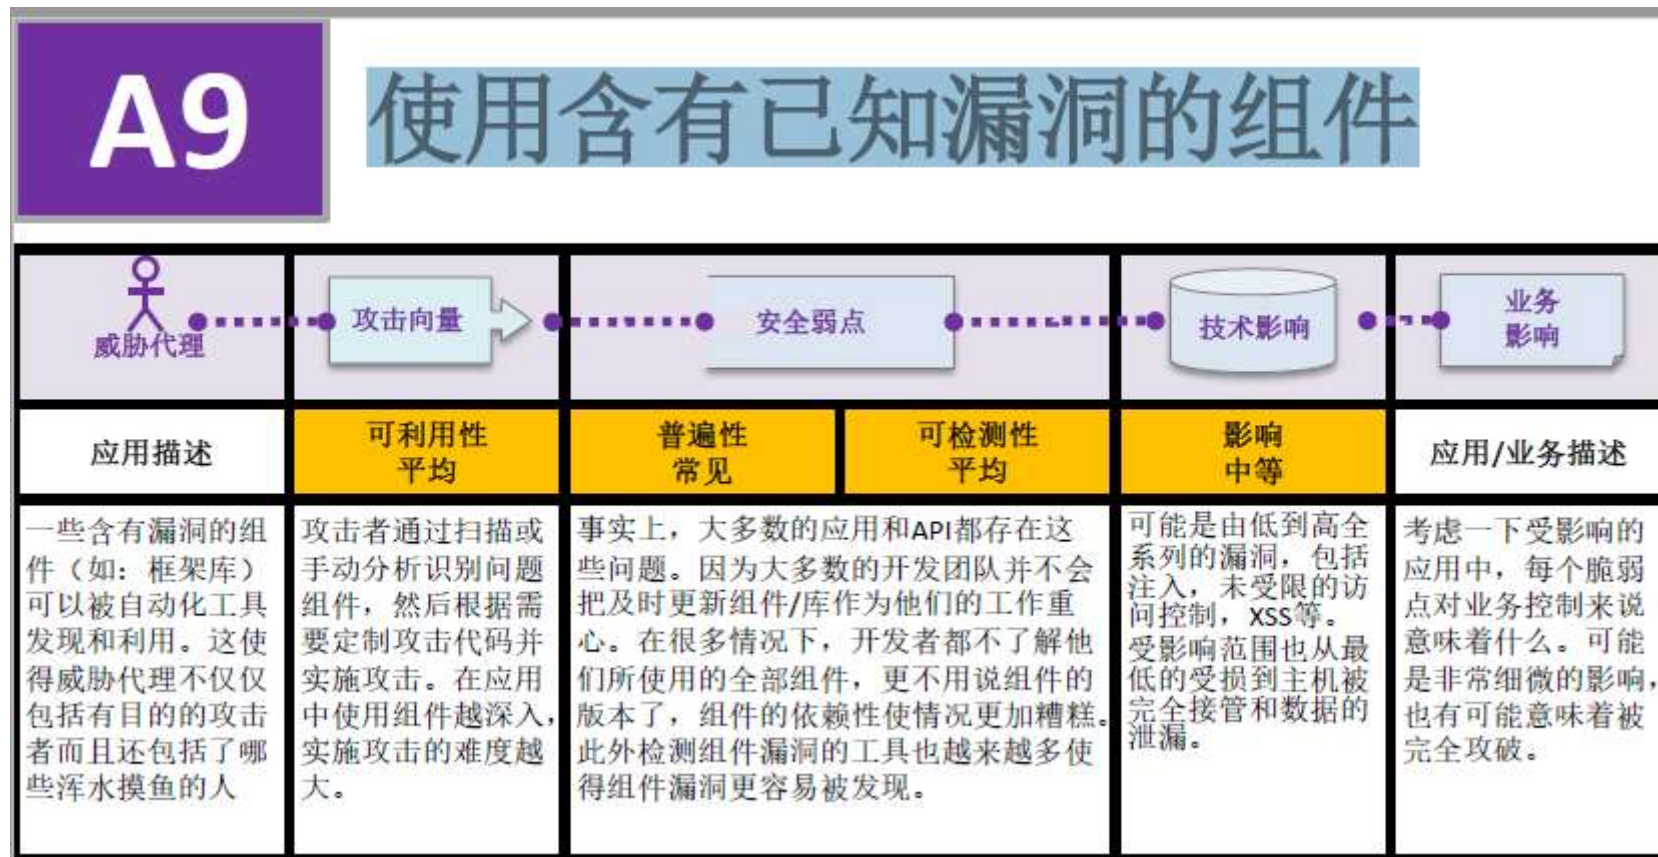 A9
使用含有已知漏洞的组件
威胁代理
攻击向量
安全弱点
技术影响
业务
影响
应用描述
可利用性
平均
普遍性
常见
可检测性
平均
影响
中等
应用/业务描述
一些含有漏洞的组
件（如：框架库）
可以被自动化工具
发现和利用。这使
得威胁代理不仅仅
包括有目的的攻击
者而且还包括了哪
些浑水摸鱼的人
攻击者通过扫描或
手动分析识别问题
组件，然后根据需
要定制攻击代码并
实施攻击。在应用
中使用组件越深入，
实施攻击的难度越
大。
事实上，大多数的应用和API都存在这
些问题。因为大多数的开发团队并不会
把及时更新组件/库作为他们的工作重
心。在很多情况下，开发者都不了解他
们所使用的全部组件，更不用说组件的
版本了，组件的依赖性使情况更加糟糕。
此外检测组件漏洞的工具也越来越多使
得组件漏洞更容易被发现。
可能是由低到高全
系列的漏洞，包括
注入，未受限的访
问控制，XSS等。
受影响范围也从最
低的受损到主机被
完全接管和数据的
泄漏。
考虑一下受影响的
应用中，每个脆弱
点对业务控制来说
意味着什么。可能
是非常细微的影响，
也有可能意味着被
完全攻破。